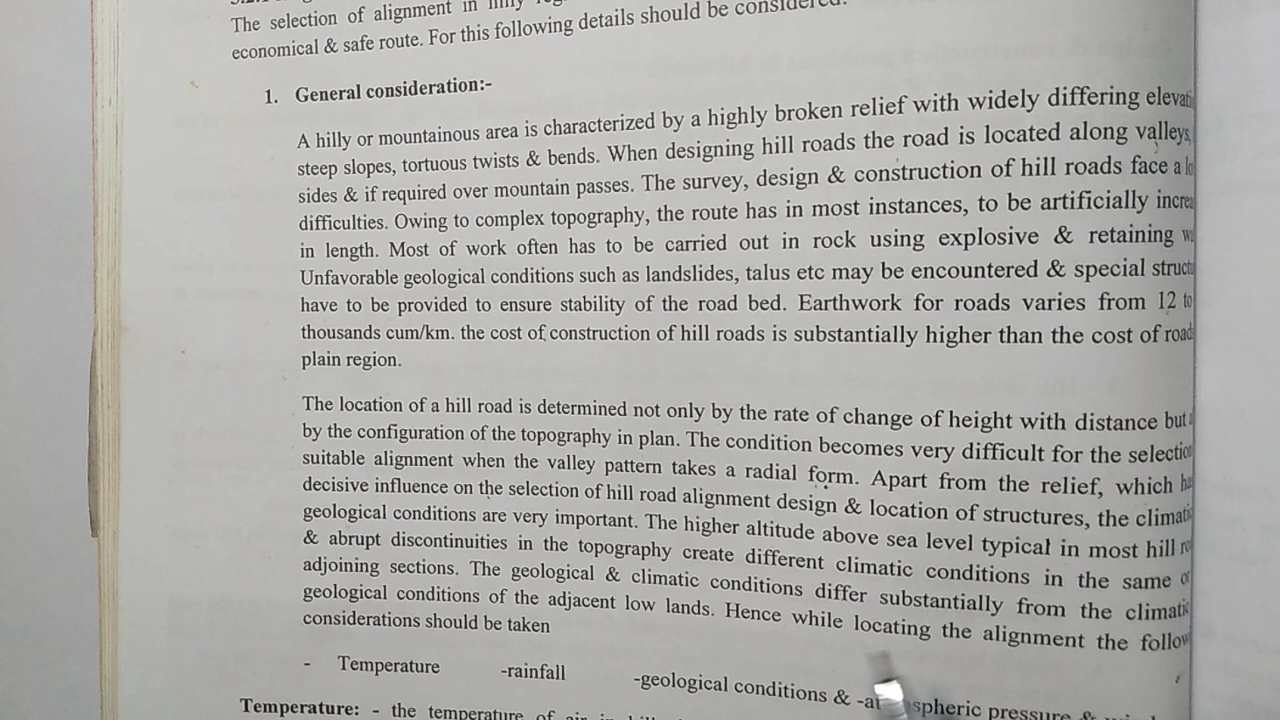 The selection of alignment in hilly
economical & safe route. For this following details should be considered.
1. General consideration:-
A hilly or mountainous area is characterized by a highly broken relief with widely differing
steep slopes, tortuous twists & bends. When designing hill roads the road is located along valleys,
sides & if required over mountain passes. The survey, design & construction of hill roads face a
difficulties. Owing to complex topography, the route has in most instances, to be artificially
in length. Most of work often has to be carried out in rock using explosive & retaining
Unfavorable geological conditions such as landslides, talus etc may be encountered & special
have to be provided to ensure stability of the road bed. Earthwork for roads varies from 12 to
thousands cum/km. the cost of construction of hill roads is substantially higher than the cost of
plain region.
The location of a hill road is determined not only by the rate of change of height with distance but
by the configuration of the topography in plan. The condition becomes very difficult for the
suitable alignment when the valley pattern takes a radial form. Apart from the relief, which
decisive influence on the selection of hill road alignment design & location of structures, the
geological conditions are very important. The higher altitude above sea level typical in most hill
& abrupt discontinuities in the topography create different climatic conditions in the same
adjoining sections. The geological & climatic conditions differ substantially from the
geological conditions of the adjacent low lands. Hence while locating the alignment the
considerations should be taken
- Temperature -rainfall -geological conditions & pressure &
Temperature: - the temperature of air in